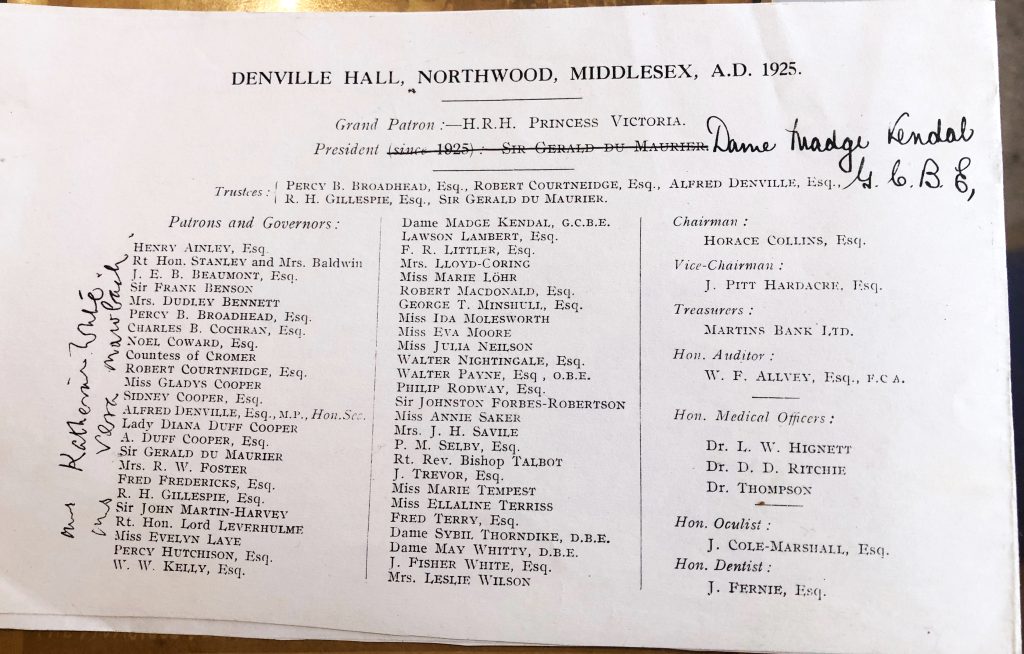 DENVILLE HALL, NORTHWOOD, MIDDLESEX, A.D. 1925.
Grand Patron :—H.R.H. PRINCESS VICTORIA.
President (since 1925) : SIR GERALD DU MAURIER. Dame Madge Kendal
G. C. B. E,
Trustees : PERCY B. BROADHEAD, Esq., ROBERT COURTNEIDGE, Esq., ALFRED DENVILLE, Esq.,
R. H. GILLESPIE, Esq., SIR GERALD DU MAURIER.
Patrons and Governors :
HENRY AINLEY, Esq.
Rt Hon. STANLEY and Mrs. BALDWIN
J. E. B. BEAUMONT, Esq.
Sir FRANK BENSON
Mrs. DUDLEY BENNETT
PERCY B. BROADHEAD, Esq.
CHARLES B. COCHRAN, Esq.
NOEL COWARD, Esq.
Countess of CROMER
ROBERT COURTNEIDGE, Esq.
Miss GLADYS COOPER
SIDNEY COOPER, Esq.
ALFRED DENVILLE, Esq., M.P., Hon. Sec.
Lady DIANA DUFF COOPER
A. DUFF COOPER, Esq.
Sir GERALD DU MAURIER
Mrs. R. W. FOSTER
FRED FREDERICKS, Esq.
R. H. GILLESPIE, Esq.
Sir JOHN MARTIN-HARVEY
Rt. Hon. Lord LEVERHULME
Miss EVELYN LAYE
PERCY HUTCHISON, Esq.
W. W. KELLY, Esq.
Katherine White
Vera
Dame MADGE KENDAL, G.C.B.E.
LAWSON LAMBERT, Esq.
F. R. LITTLER, Esq.
Mrs. LLOYD-CORING
Miss MARIE LÖHR
ROBERT MACDONALD, Esq.
GEORGE T. MINSHULL, Esq.
Miss IDA MOLESWORTH
Miss EVA MOORE
Miss JULIA NEILSON
WALTER NIGHTINGALE, Esq.
WALTER PAYNE, Esq , O.B.E.
PHILIP RODWAY, Esq.
Sir JOHNSTON FORBES-ROBERTSON
Miss ANNIE SAKER
Mrs. J. H. SAVILE
P. M. SELBY, Esq.
Rt. Rev. Bishop TALBOT
J. TREVOR, Esq.
Miss MARIE TEMPEST
Miss ELLALINE TERRISS
FRED TERRY, Esq.
Dame SYBIL THORNDIKE, D.B.E.
Dame MAY WHITTY, D.B.E.
J. FISHER WHITE, Esq.
Mrs. LESLIE WILSON
Chairman :
HORACE COLLINS, Esq.
Vice-Chairman :
J. PITT HARDACRE, Esq.
Treasurers :
MARTINS BANK LTD.
Hon. Auditor :
W. F. ALLVEY, Esq., F.C A.
Hon. Medical Officers :
Dr. L. W. HIGNETT
Dr. D. D. RITCHIE
Dr. THOMPSON
Hon. Oculist :
J. COLE-MARSHALL, Esq.
Hon. Dentist :
J. FERNIE, Esq.